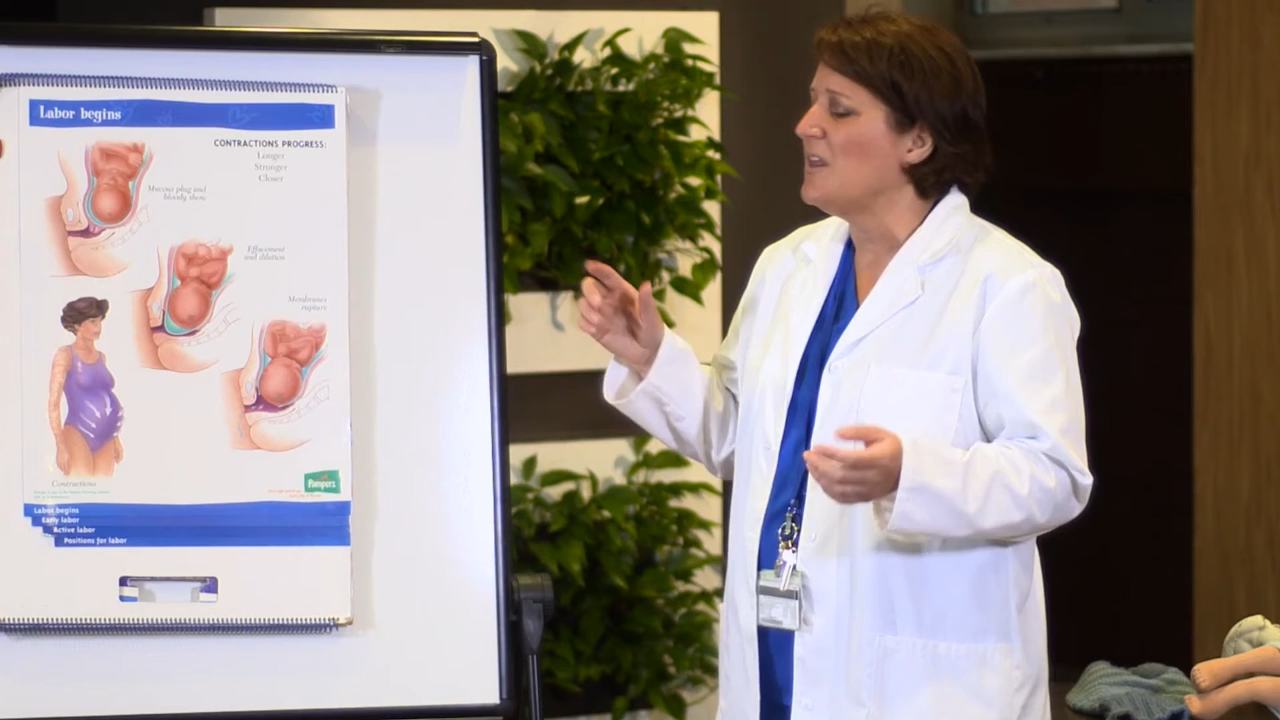 Labor begins
CONTRACTIONS PROGRESS:
Longer
Stronger
Closer
Mucous plug and
bloody show
Effacement
and dilation
Membranes
rupture
Contractions
Pampers
Labor begins
Early labor
Active labor
Positions for labor